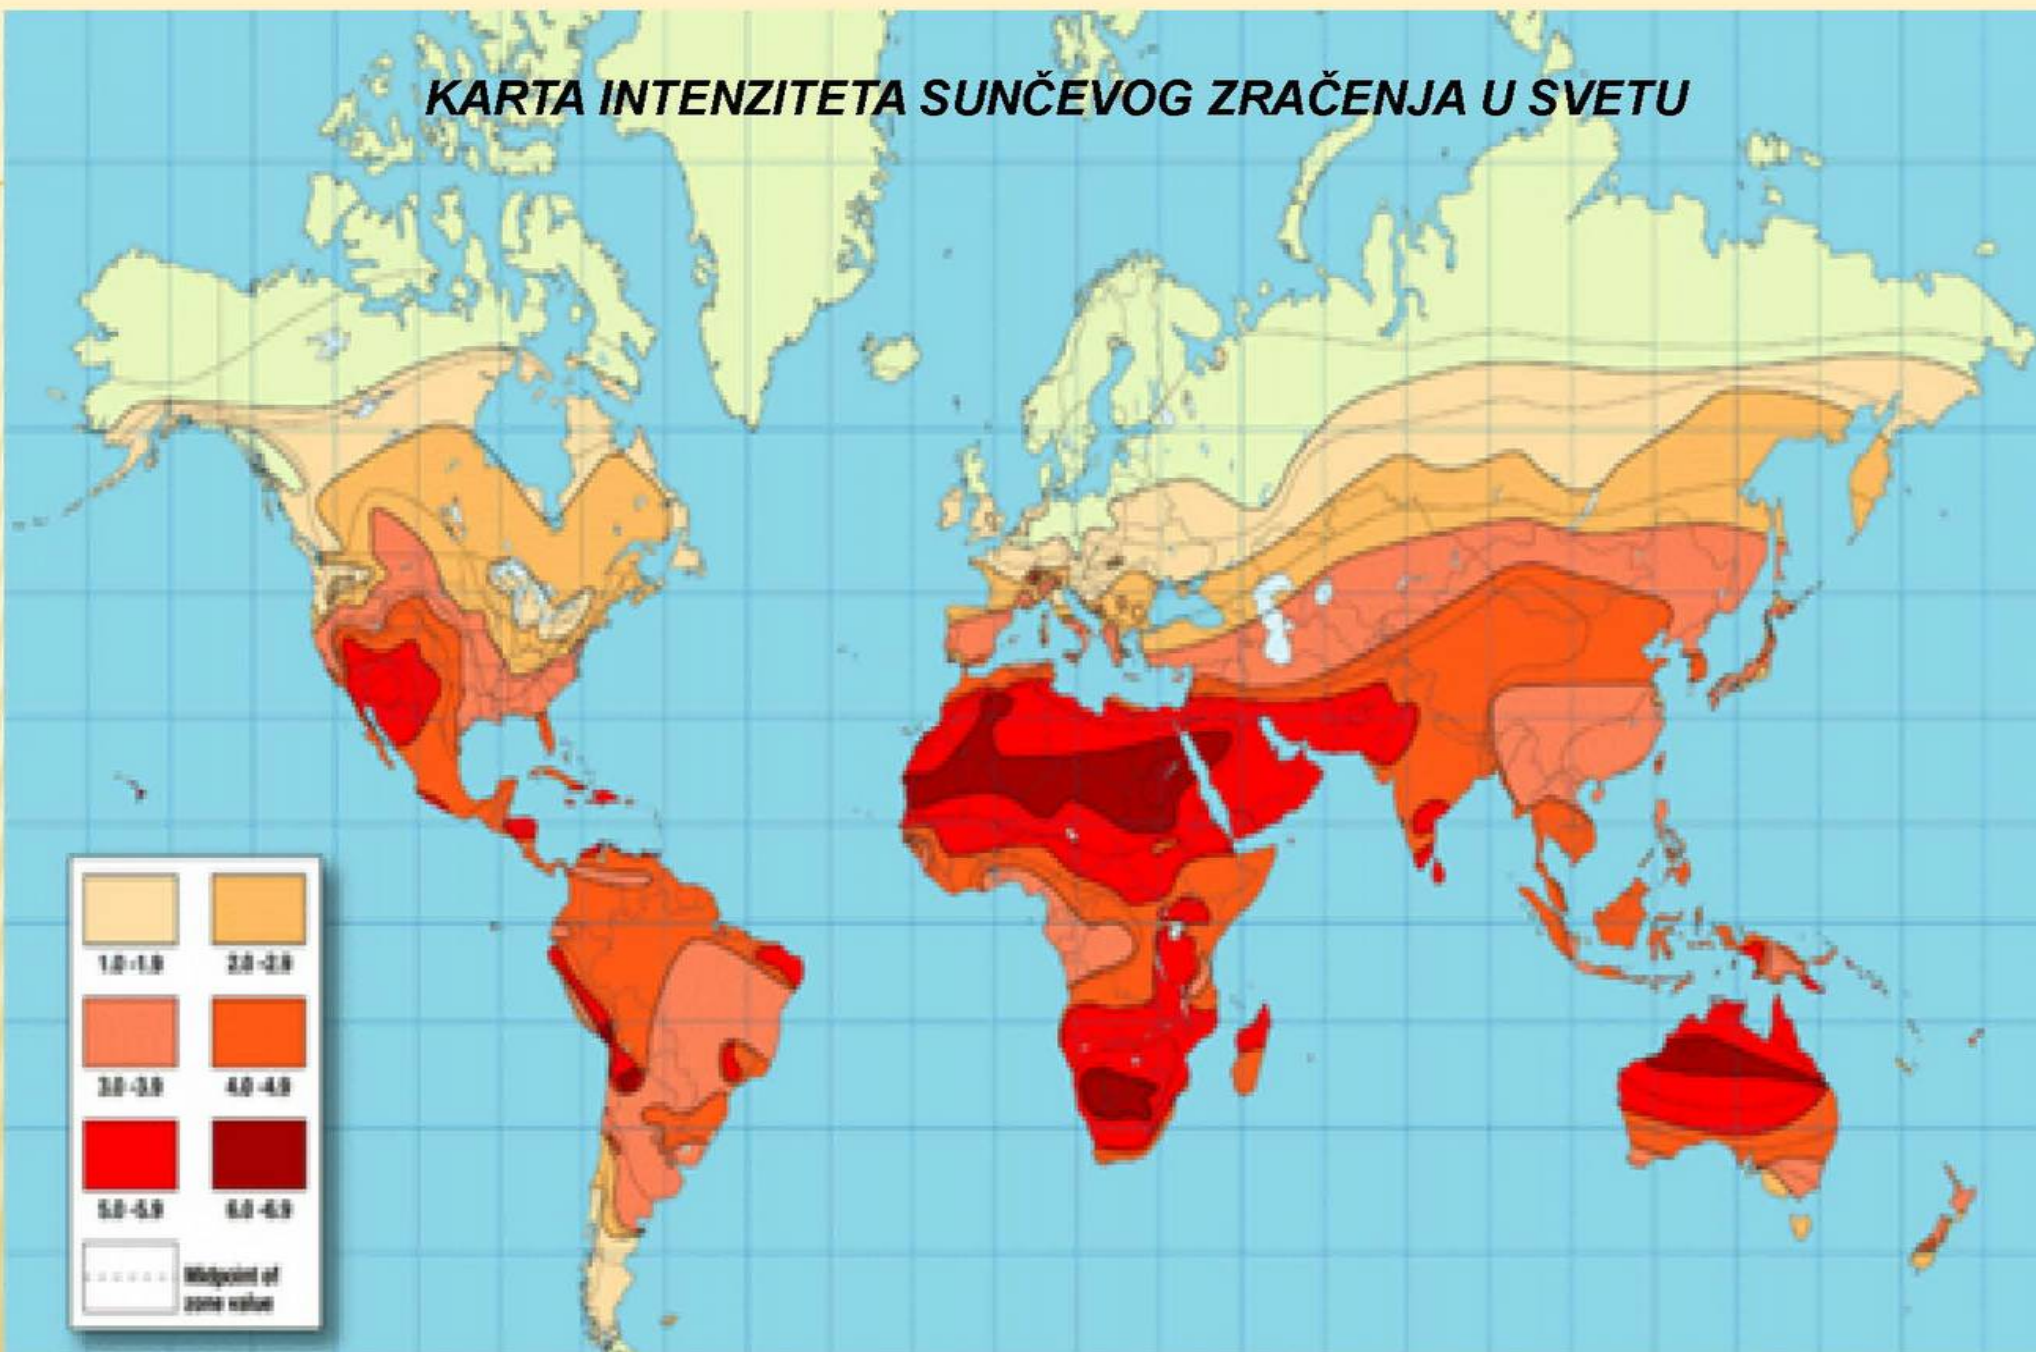 KARTA INTENZITETA SUNČEVOG ZRAČENJA U SVETU
1.0 -1.9 2.0 -2.9
3.0 -3.9 4.0 -4.9
5.0 -5.9 6.0 -6.9
Midpoint of
zone value